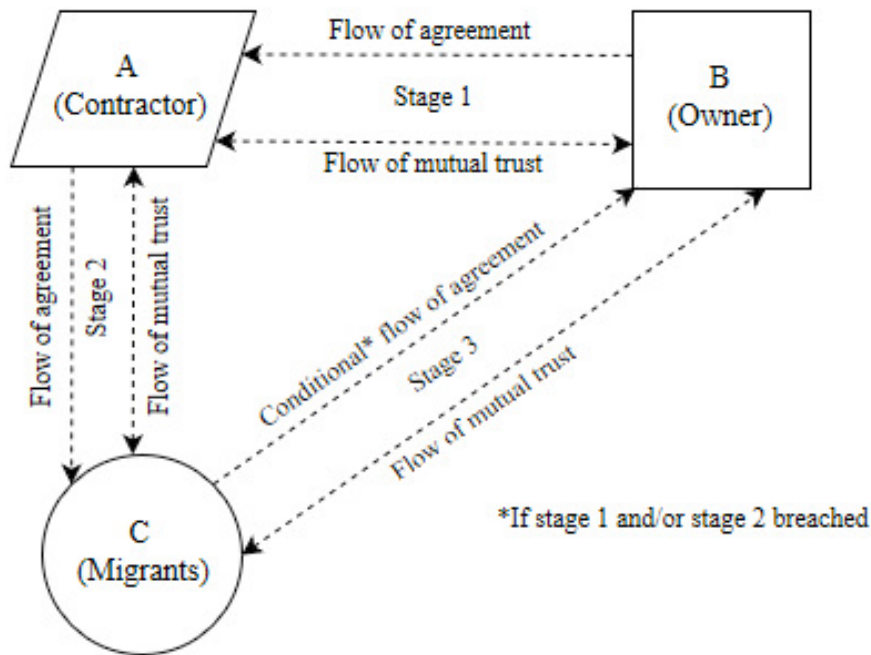 Flow of agreement
A
(Contractor)
B
(Owner)
Stage 1
Flow of mutual trust
Flow of agreement
Stage 2
Flow of mutual trust
Conditional* flow of agreement
Stage 3
Flow of mutual trust
*If stage 1 and/or stage 2 breached
C
(Migrants)